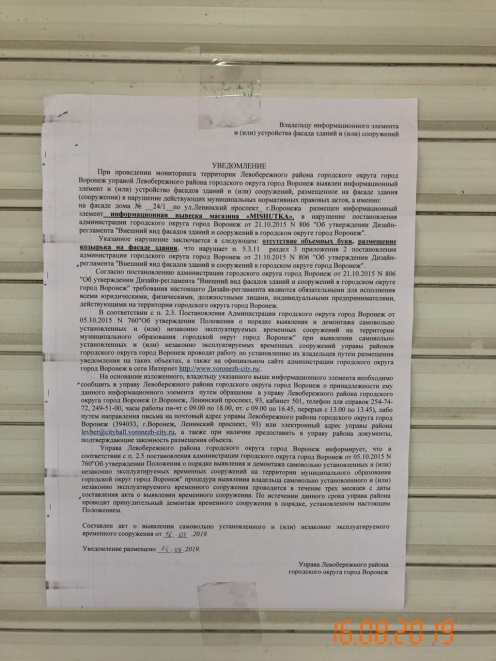 Владельцу информационного элемента
и (или) устройства фасада зданий и (или) сооружений
УВЕДОМЛЕНИЕ
При проведении мониторинга территории Левобережного района городского округа город
Воронеж управой Левобережного района городского округа город Воронеж выявлен информационный
элемент и (или) устройство фасадов зданий и (или) сооружений, размещенное на фасаде здания
(сооружения) в нарушение действующих муниципальных нормативных правовых актов, а именно:
на фасаде дома № 24/1 по ул.Ленинский проспект г.Воронежа размещен информационный
элемент информационная вывеска магазина «MISHUTKA», в нарушение постановления
администрации городского округа город Воронеж от 21.10.2015 N 806 "Об утверждении Дизайн-
регламента "Внешний вид фасадов зданий и сооружений в городском округе город Воронеж".
Указанное нарушение заключается в следующем: отсутствие объемных букв, размещение
козырька на фасаде здания, что нарушает п.5.3.11 раздел 3 приложения 2 постановления
администрации городского округа город Воронеж от 21.10.2015 N 806 "Об утверждении Дизайн-
регламента "Внешний вид фасадов зданий и сооружений в городском округе город Воронеж".
Согласно постановлению администрации городского округа город Воронеж от 21.10.2015 N 806
"Об утверждении Дизайн-регламента "Внешний вид фасадов зданий и сооружений в городском округе
город Воронеж" требования настоящего Дизайн-регламента являются обязательными для исполнения
всеми юридическими, физическими, должностными лицами, индивидуальными предпринимателями,
действующими на территории городского округа город Воронеж.
В соответствии с п. 2.3. Постановления Администрации городского округа город Воронеж от
05.10.2015 N 760"Об утверждении Положения о порядке выявления и демонтажа самовольно
установленных и (или) незаконно эксплуатируемых временных сооружений на территории
муниципального образования городской округ город Воронеж" при выявлении самовольно
установленных и (или) незаконно эксплуатируемых временных сооружений управами районов
городского округа город Воронеж проводят работу по установлению их владельцев путем размещения
уведомления на таких объектах, а также на официальном сайте администрации городского округа
город Воронеж в сети Интернет http://www.voronezh-city.ru/.
На основании изложенного, владельцу указанного выше информационного элемента необходимо
сообщить в управу Левобережного района городского округа город Воронеж о принадлежности ему
данного информационного элемента путем обращения в управу Левобережного района городского
округа город Воронеж (г.Воронеж, Ленинский проспект, 93, кабинет 501, телефон для справок 254-74-
72, 249-51-00, часы работы пн-чт с 09.00 по 18.00, пт: с 09.00 по 16.45, перерыв с 13.00 по 13.45), либо
путем направления письма на почтовый адрес управы Левобережного района городского округа город
Воронеж (394033, г.Воронеж, Ленинский проспект, 93) или электронный адрес управы района
levber@cityhall.voronezh-city.ru, а также при наличии предоставить в управу района документы,
подтверждающие законность размещения объекта.
Управа Левобережного района городского округа город Воронеж информирует, что в
соответствии с п. 2.5 постановления администрации городского округа город Воронеж от 05.10.2015 N
760"Об утверждении Положения о порядке выявления и демонтажа самовольно установленных и (или)
незаконно эксплуатируемых временных сооружений на территории муниципального образования
городской округ город Воронеж" процедура выявления владельца самовольно установленного и (или)
незаконно эксплуатируемого временного сооружения проводится в течение трех месяцев с даты
составления акта о выявлении временного сооружения. По истечении данного срока управа района
проводит принудительный демонтаж временного сооружения в порядке, установленном настоящим
Положением.
Составлен акт о выявлении самовольно установленного и (или) незаконно эксплуатируемого
временного сооружения от .2019
Уведомление размещено .2019.
Управа Левобережного района
городского округа город Воронеж
16.08.2019